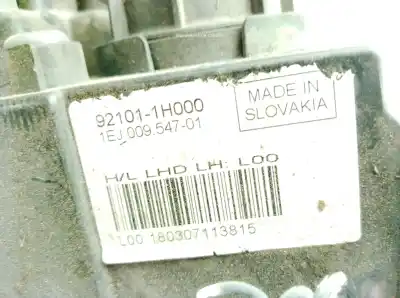 92101-1H000
1EJ 009.547-01
MADE IN
SLOVAKIA
H/L LHD LH: L00
L00 180307113815